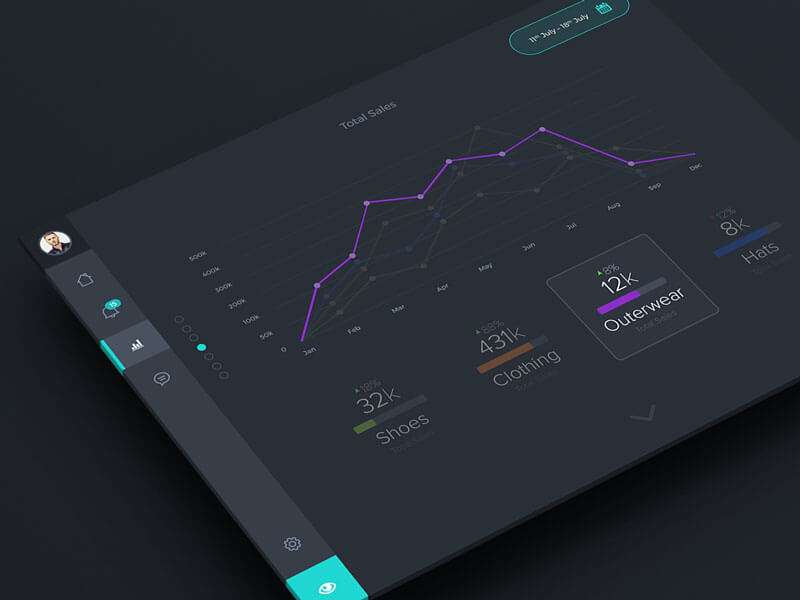 11th July - 18th July
Total Sales
500k
400k
300k
200k
100k
50k
0
Jan
Feb
Mar
Apr
May
Jun
Jul
Aug
Sep
Dec
15
18%
32k
Shoes
Total Sales
88%
431k
Clothing
Total Sales
8%
12k
Outerwear
Total Sales
12%
8k
Hats
Total Sales